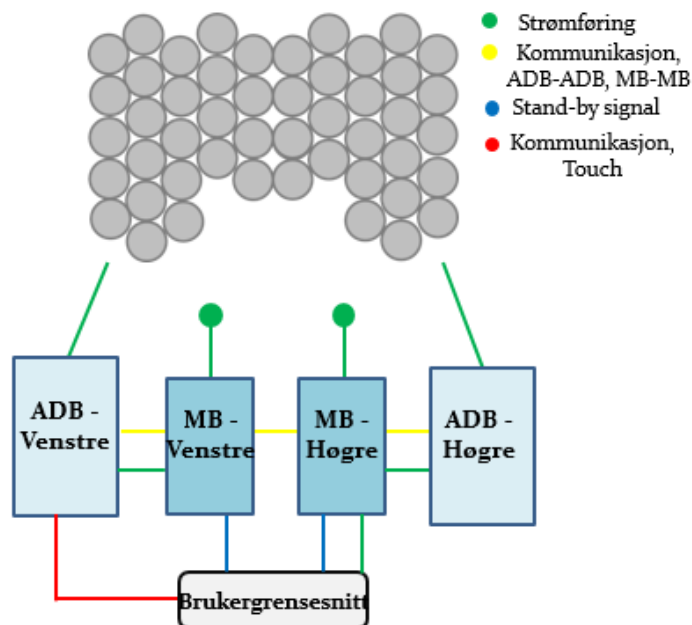 Strømføring
Kommunikasjon,
ADB-ADB, MB-MB
Stand-by signal
Kommunikasjon,
Touch
ADB -
Venstre
MB -
Venstre
MB -
Høgre
ADB -
Høgre
Brukergrensesnitt